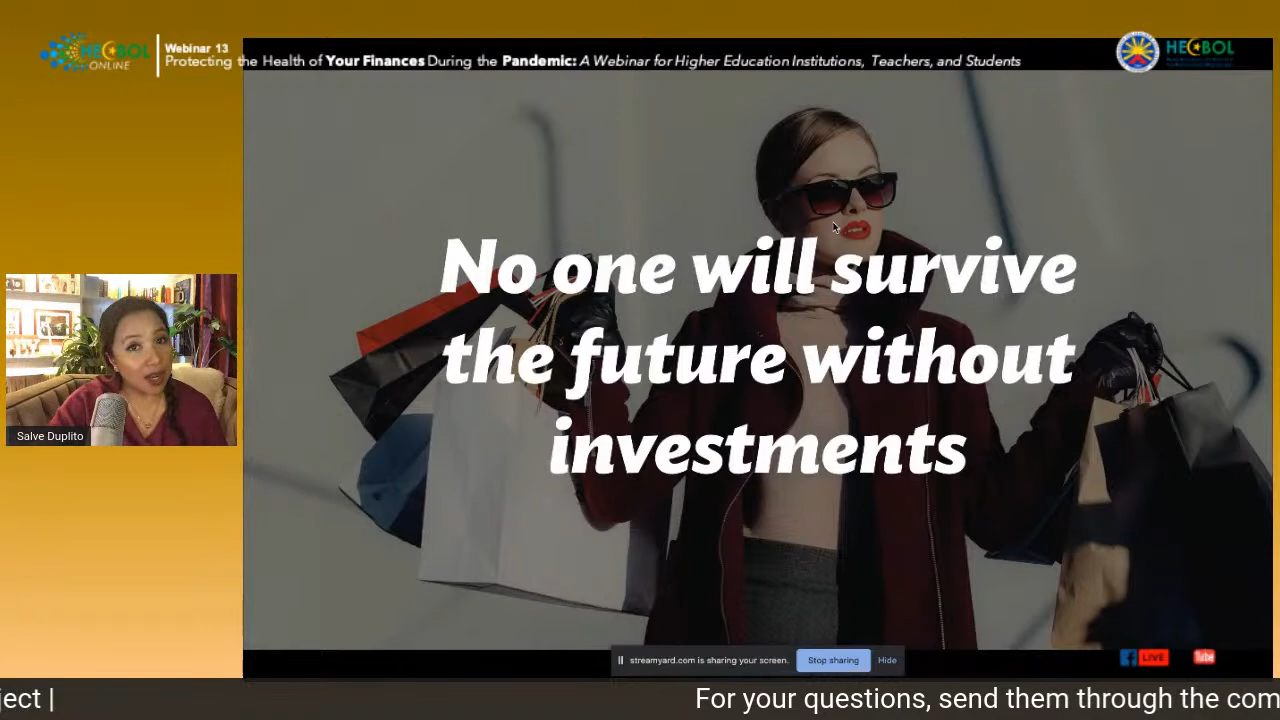 HECBOL
ONLINE
Webinar 13
Protecting the Health of Your Finances During the Pandemic: A Webinar for Higher Education Institutions, Teachers, and Students
HECBOL
No one will survive
the future without
investments
Salve Duplito
streamyard.com is sharing your screen.
Stop sharing
Hide
LIVE
ject |
For your questions, send them through the com